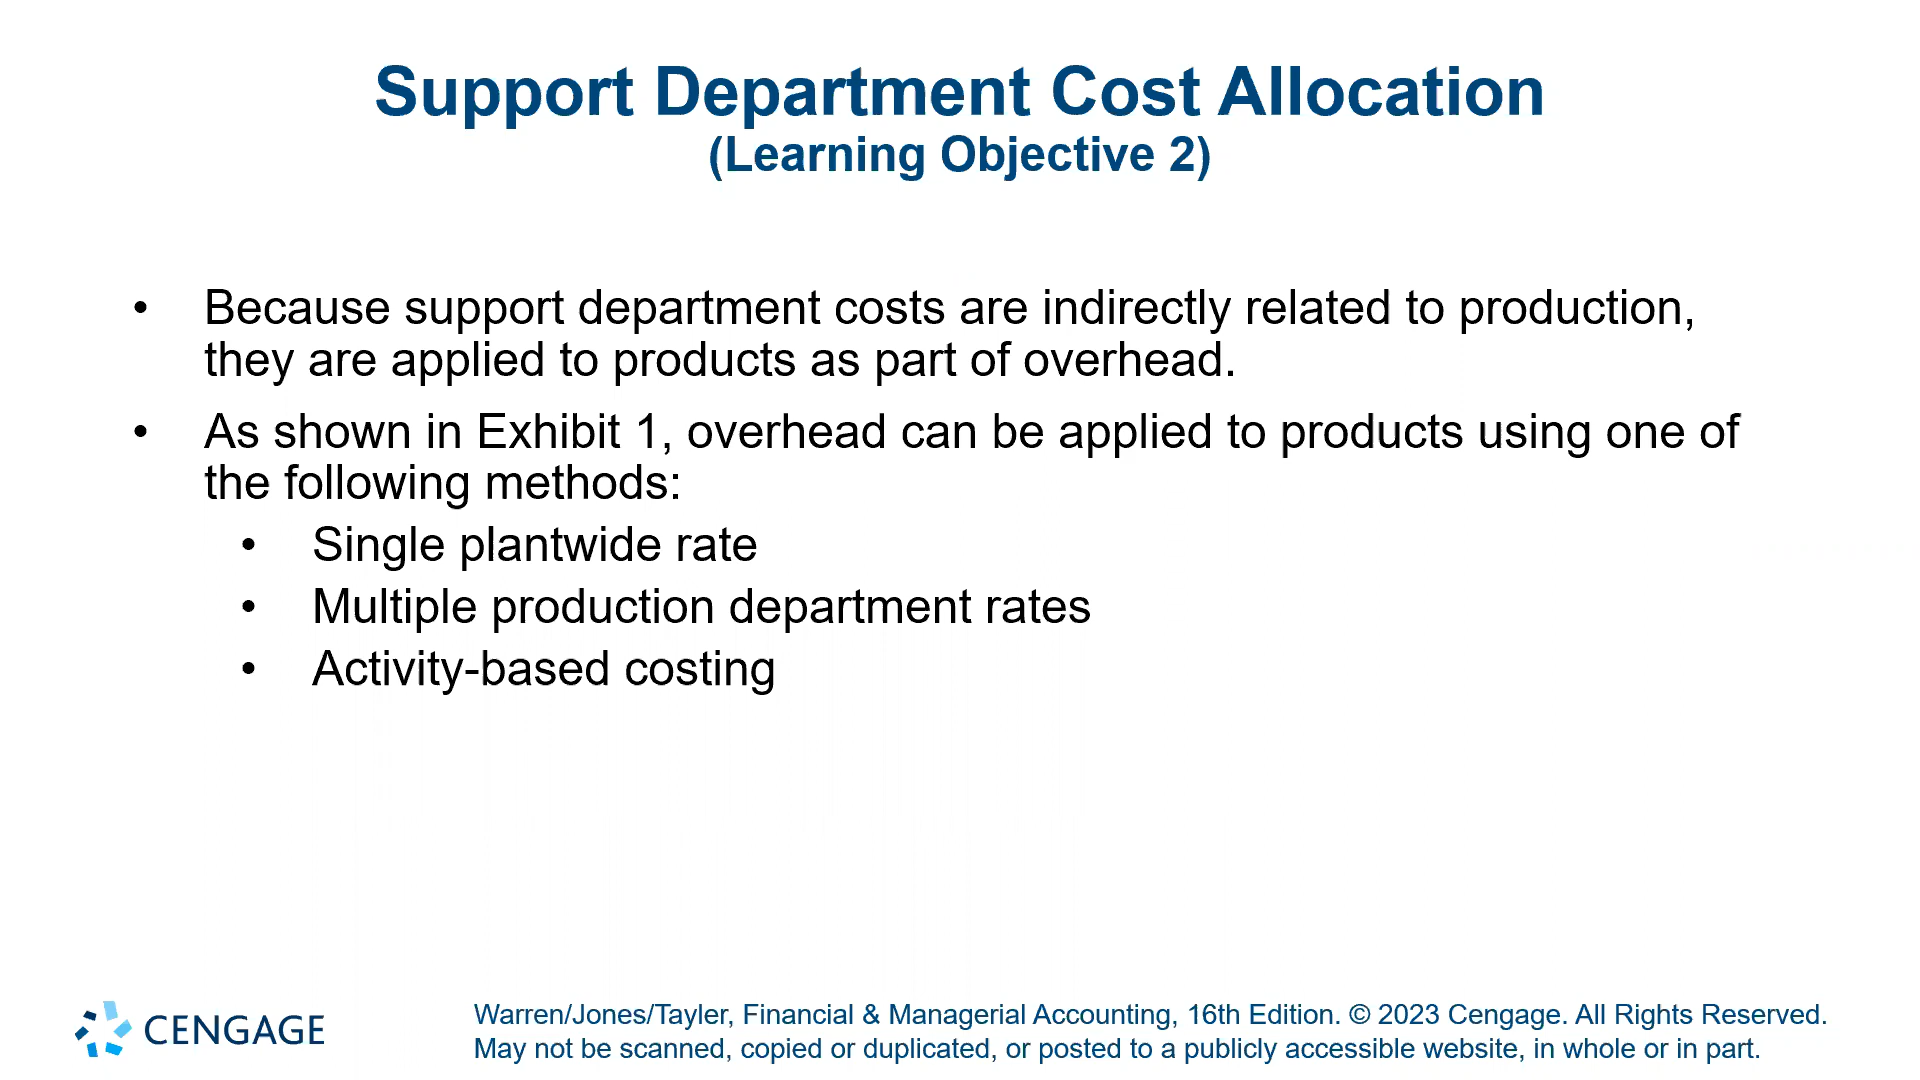 Support Department Cost Allocation
(Learning Objective 2)
• Because support department costs are indirectly related to production,
they are applied to products as part of overhead.
• As shown in Exhibit 1, overhead can be applied to products using one of
the following methods:
• Single plantwide rate
• Multiple production department rates
• Activity-based costing
CENGAGE
Warren/Jones/Tayler, Financial & Managerial Accounting, 16th Edition. © 2023 Cengage. All Rights Reserved.
May not be scanned, copied or duplicated, or posted to a publicly accessible website, in whole or in part.